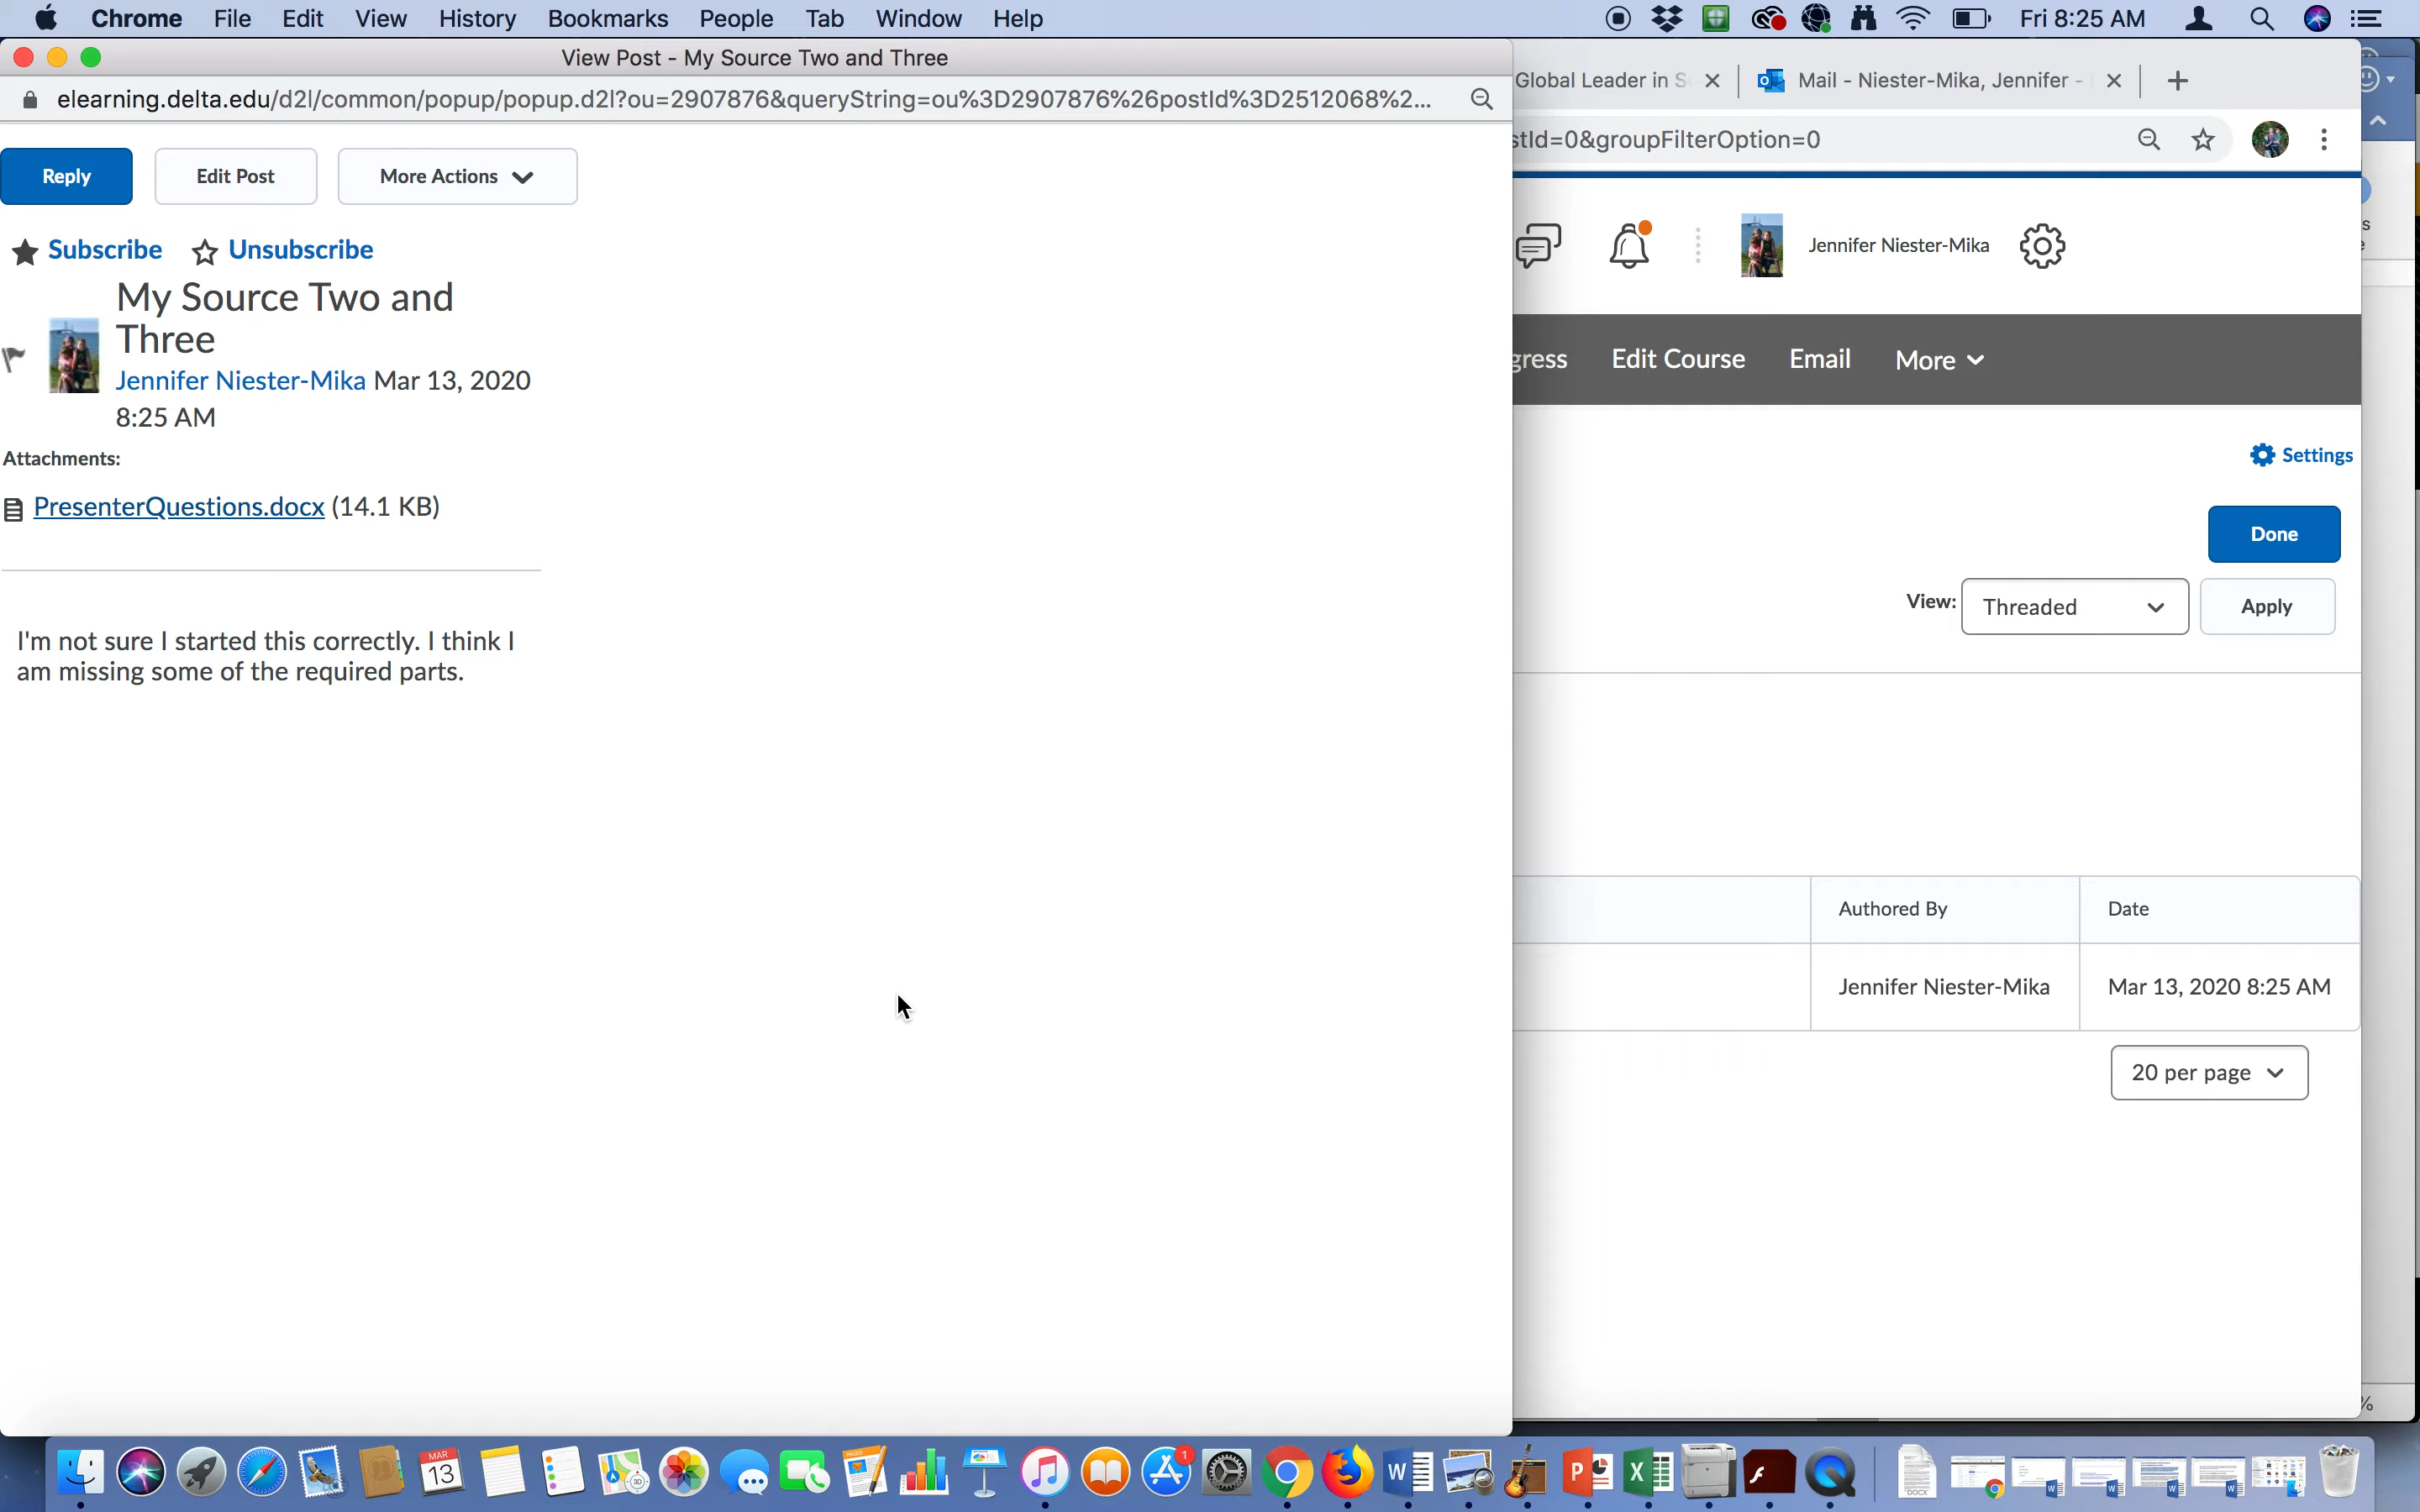 Chrome File Edit View History Bookmarks People Tab Window Help Fri 8:25 AM
View Post - My Source Two and Three
elearning.delta.edu/d2l/common/popup/popup.d2l?ou=2907876&queryString=ou%3D2907876%26postId%3D2512068%2...
Reply Edit Post More Actions
Subscribe Unsubscribe
My Source Two and
Three
Jennifer Niester-Mika Mar 13, 2020
8:25 AM
Attachments:
PresenterQuestions.docx (14.1 KB)
I'm not sure I started this correctly. I think I
am missing some of the required parts.
Global Leader in S Mail - Niester-Mika, Jennifer -
stId=0&groupFilterOption=0
Jennifer Niester-Mika
gress Edit Course Email More
Settings
Done
View: Threaded Apply
Authored By Date
Jennifer Niester-Mika Mar 13, 2020 8:25 AM
20 per page
%
MAR
13
1
DOCX